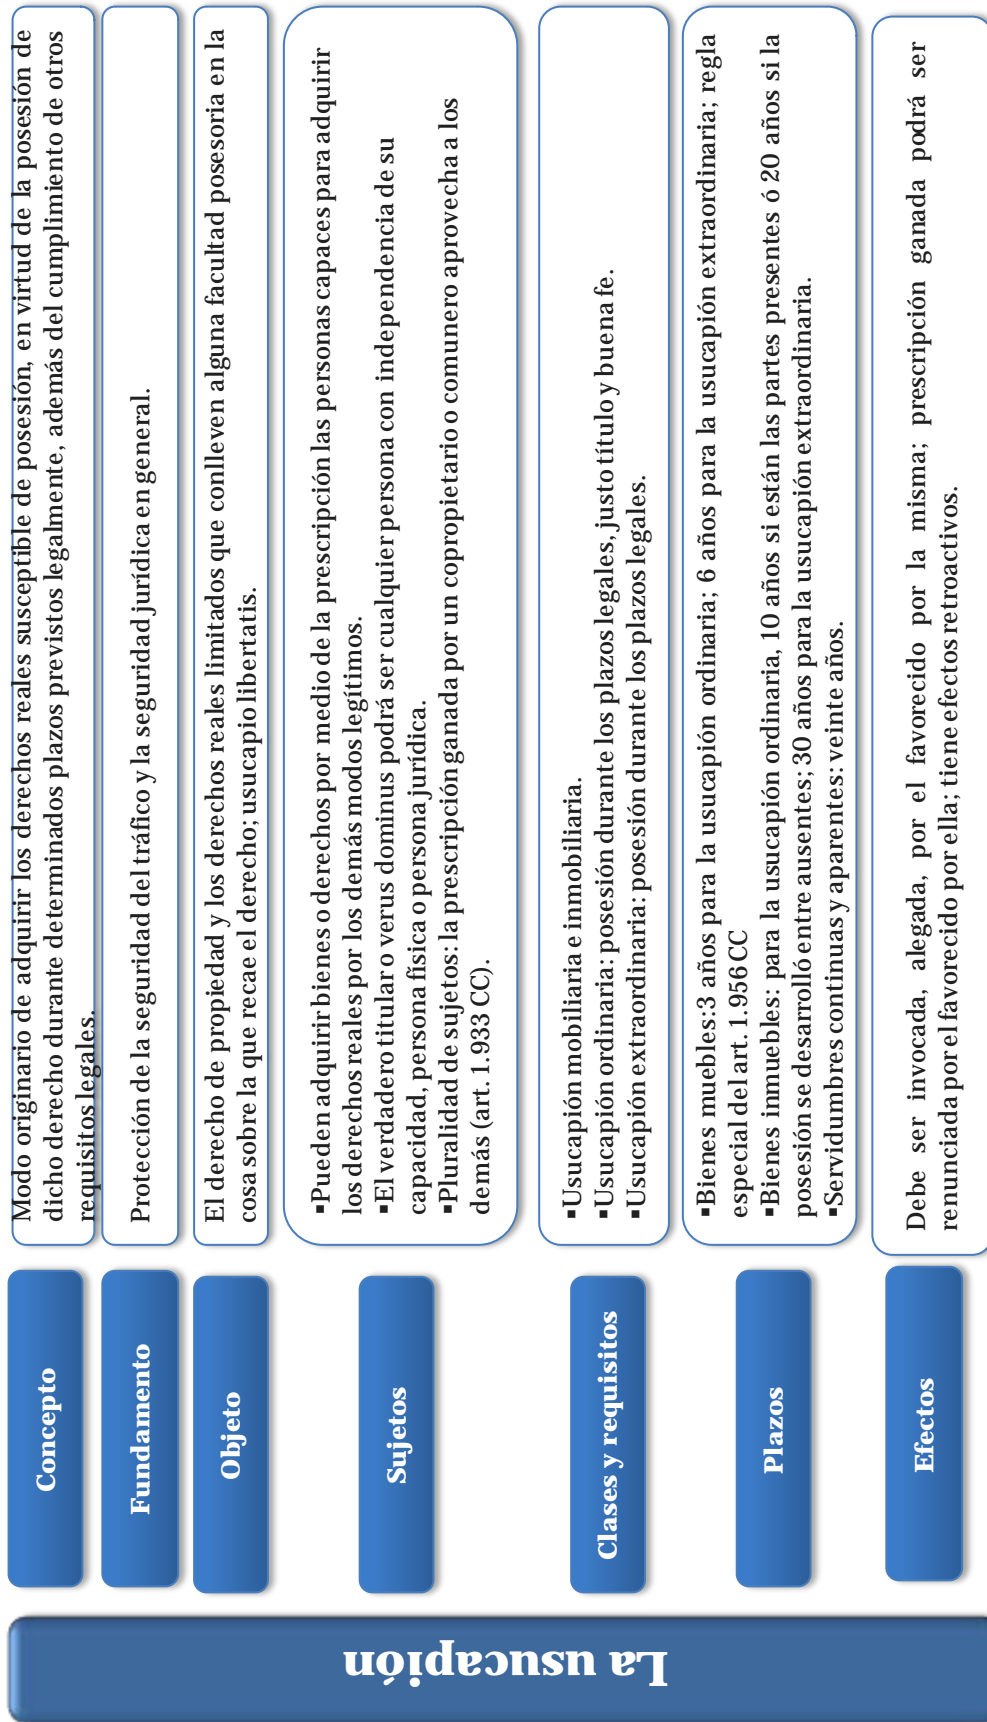 La usucapión
Concepto
Modo originario de adquirir los derechos reales susceptible de posesión, en virtud de la posesión de
dicho derecho durante determinados plazos previstos legalmente, además del cumplimiento de otros
requisitos legales.
Fundamento
Protección de la seguridad del tráfico y la seguridad jurídica en general.
Objeto
El derecho de propiedad y los derechos reales limitados que conlleven alguna facultad posesoria en la
cosa sobre la que recae el derecho; usucapio libertatis.
Sujetos
▪Pueden adquirir bienes o derechos por medio de la prescripción las personas capaces para adquirir
los derechos reales por los demás modos legítimos.
▪El verdadero titular o verus dominus podrá ser cualquier persona con independencia de su
capacidad, persona física o persona jurídica.
▪Pluralidad de sujetos: la prescripción ganada por un copropietario o comunero aprovecha a los
demás (art. 1.933 CC).
Clases y requisitos
▪Usucapión mobiliaria e inmobiliaria.
▪Usucapión ordinaria: posesión durante los plazos legales, justo título y buena fe.
▪Usucapión extraordinaria: posesión durante los plazos legales.
Plazos
▪Bienes muebles:3 años para la usucapión ordinaria; 6 años para la usucapión extraordinaria; regla
especial del art. 1.956 CC
▪Bienes inmuebles: para la usucapión ordinaria, 10 años si están las partes presentes ó 20 años si la
posesión se desarrolló entre ausentes; 30 años para la usucapión extraordinaria.
▪Servidumbres continuas y aparentes: veinte años.
Efectos
Debe ser invocada, alegada, por el favorecido por la misma; prescripción ganada podrá ser
renunciada por el favorecido por ella; tiene efectos retroactivos.